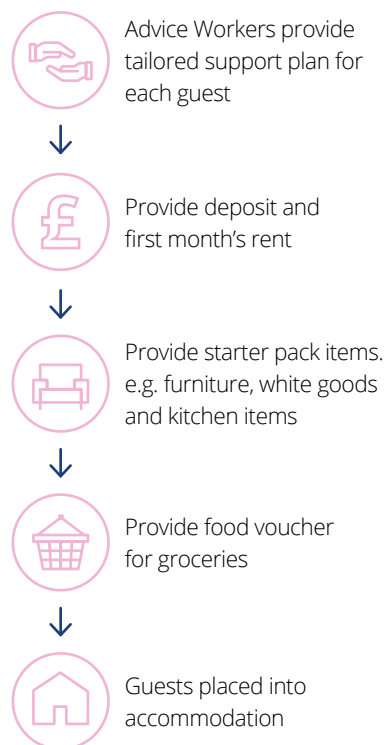 Advice Workers provide
tailored support plan for
each guest
£
Provide deposit and
first month’s rent
Provide starter pack items.
e.g. furniture, white goods
and kitchen items
Provide food voucher
for groceries
Guests placed into
accommodation